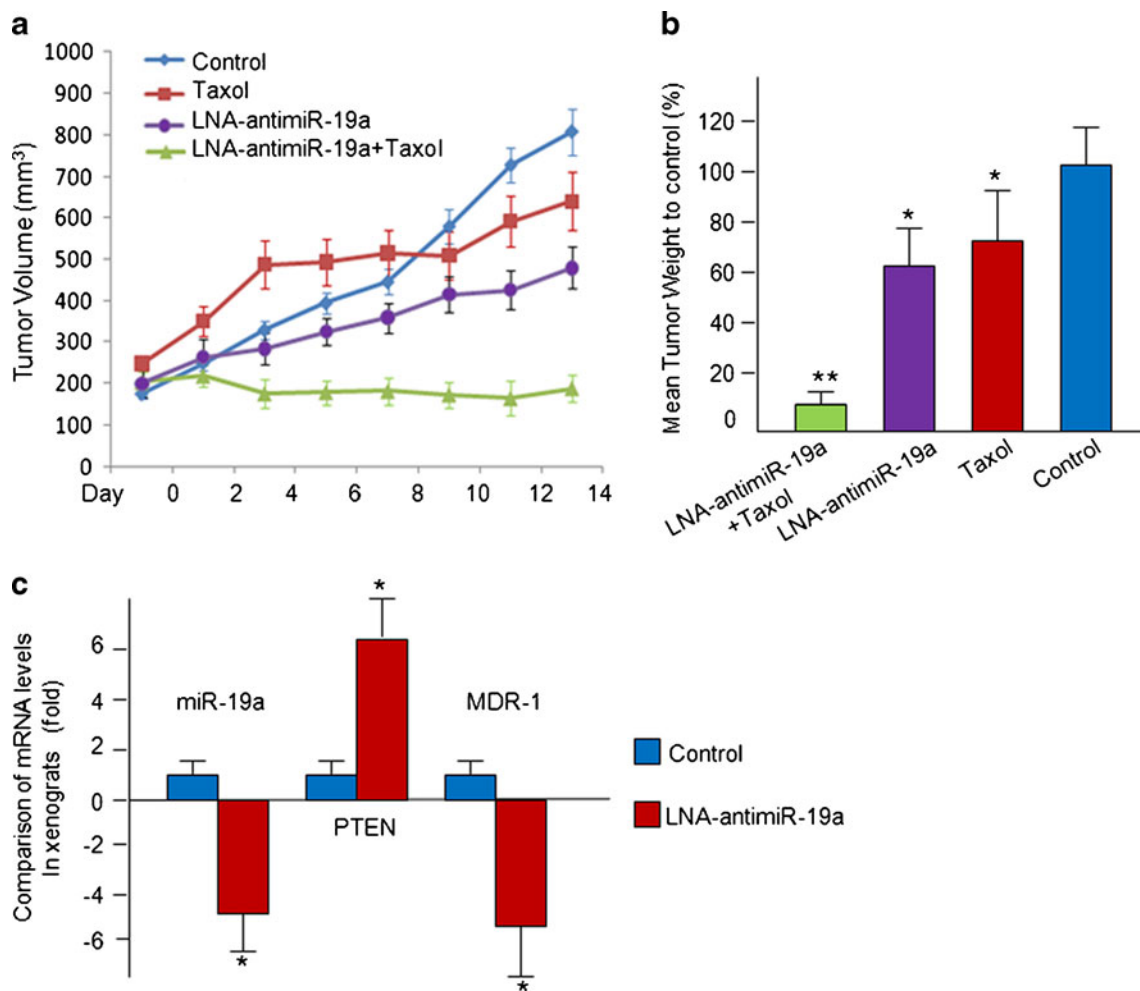 a
Control
Taxol
LNA-antimiR-19a
LNA-antimiR-19a+Taxol
Tumor Volume (mm³)
1000
900
800
700
600
500
400
300
200
100
0
Day 0 2 4 6 8 10 12 14
b
Mean Tumor Weight to control (%)
120
100
80
60
40
20
0
**
*
*
LNA-antimiR-19a
+Taxol
LNA-antimiR-19a
Taxol
Control
c
Comparison of mRNA levels
In xenograts (fold)
6
4
2
0
-2
-4
-6
miR-19a
*
PTEN
*
MDR-1
*
Control
LNA-antimiR-19a